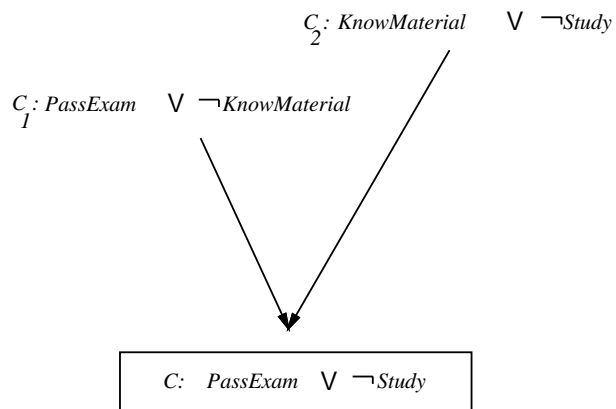 C₂: KnowMaterial V ¬Study
C₁: PassExam V ¬KnowMaterial
C: PassExam V ¬Study